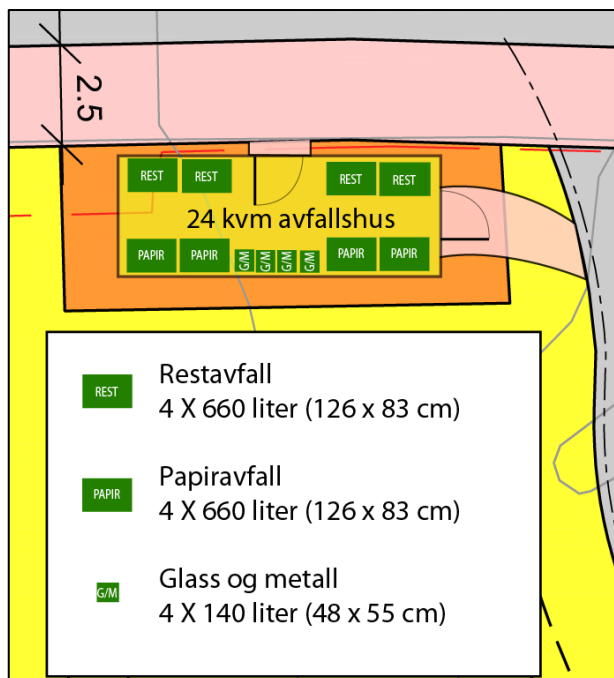 2.5
REST REST REST REST
24 kvm avfallshus
PAPIR PAPIR G/M G/M G/M G/M PAPIR PAPIR
REST
Restavfall
4 X 660 liter (126 x 83 cm)
PAPIR
Papiravfall
4 X 660 liter (126 x 83 cm)
G/M
Glass og metall
4 X 140 liter (48 x 55 cm)